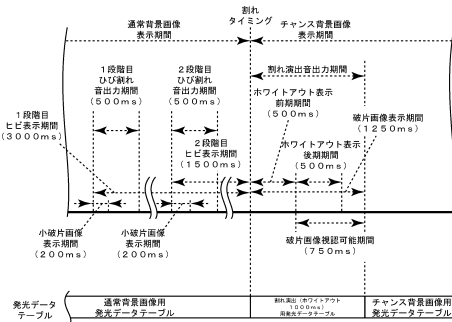 割れ
タイミング
通常背景画像
表示期間
チャンス背景画像
表示期間
1段階目
ひび割れ
音出力期間
(500ms)
2段階目
ひび割れ
音出力期間
(500ms)
割れ演出音出力期間
ホワイトアウト表示
前期期間
(500ms)
1段階目
ヒビ表示期間
(3000ms)
破片画像表示期間
(1250ms)
2段階目
ヒビ表示期間
(1500ms)
ホワイトアウト表示
後期期間
(500ms)
小破片画像
表示期間
(200ms)
小破片画像
表示期間
(200ms)
破片画像視認可能期間
(750ms)
発光データ
テーブル
通常背景画像用
発光データテーブル
割れ演出(ホワイトアウト
1000ms)
用発光データテーブル
チャンス背景画像用
発光データテーブル